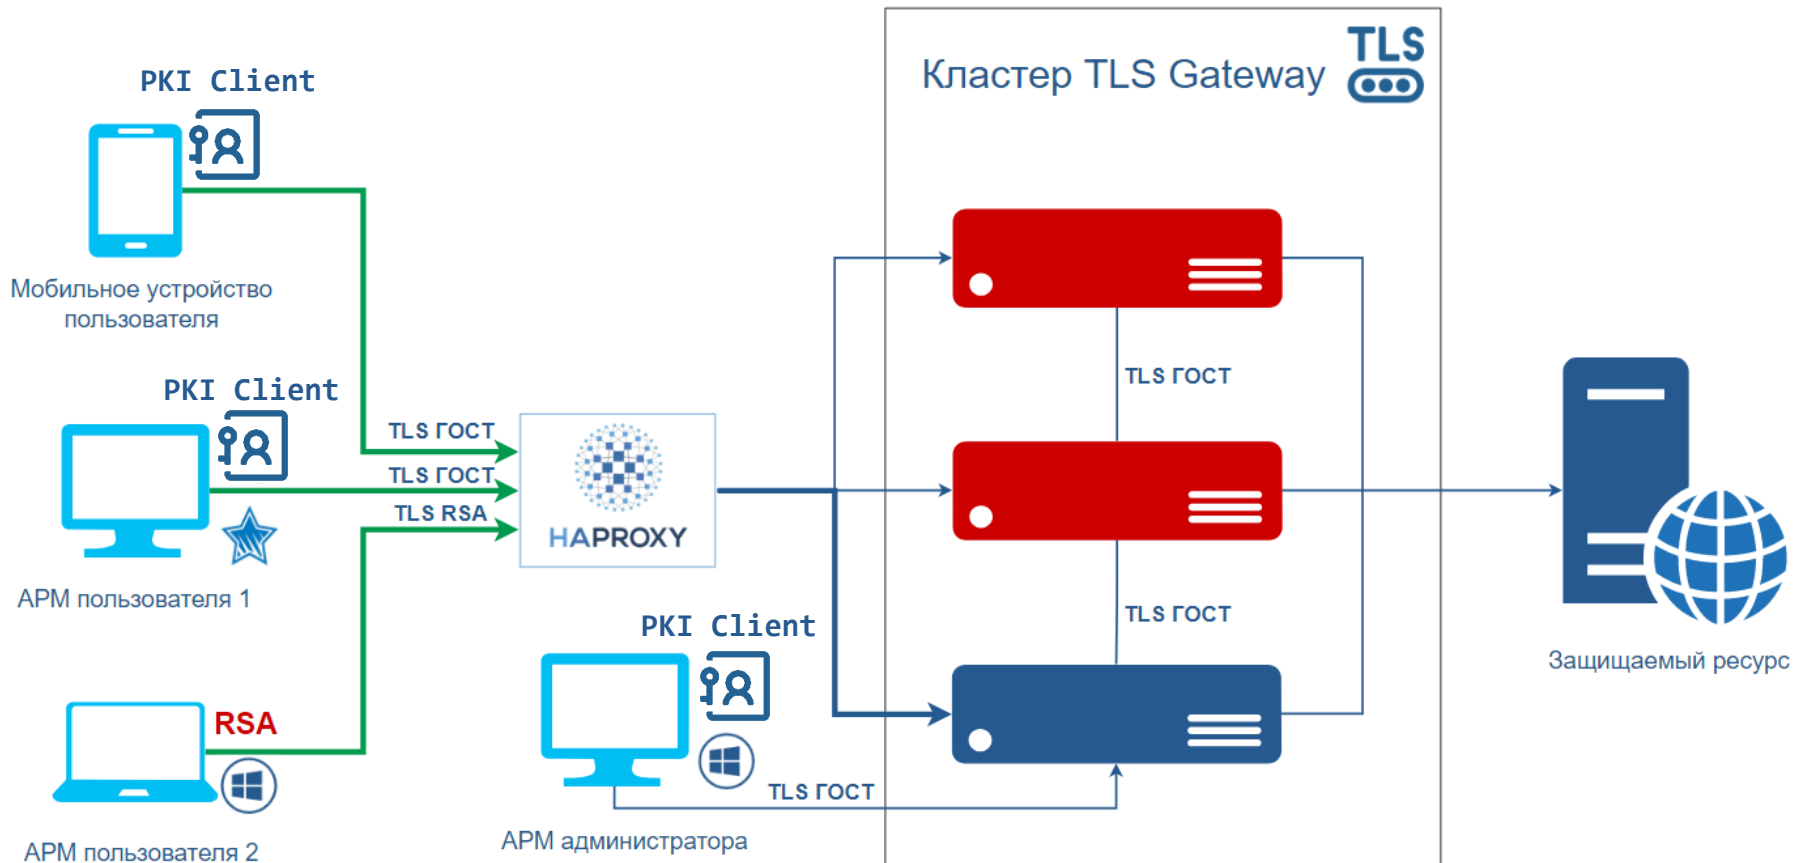 PKI Client
Мобильное устройство
пользователя
PKI Client
АРМ пользователя 1
RSA
АРМ пользователя 2
TLS ГОСТ
TLS ГОСТ
TLS RSA
HAPROXY
PKI Client
АРМ администратора
TLS ГОСТ
Кластер TLS Gateway
TLS
TLS ГОСТ
TLS ГОСТ
Защищаемый ресурс